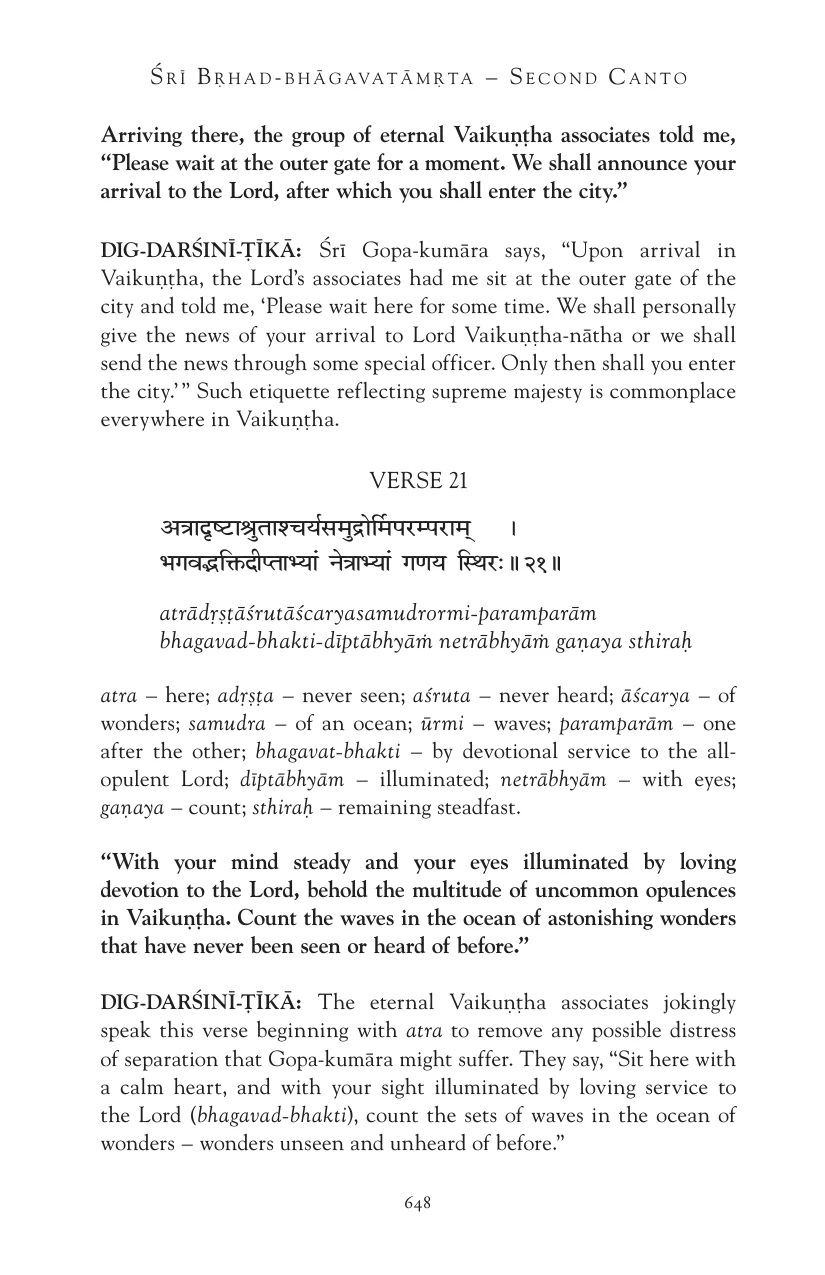 ŚRĪ BṚHAD-BHĀGAVATĀMṚTA – SECOND CANTO
Arriving there, the group of eternal Vaikuṇṭha associates told me,
“Please wait at the outer gate for a moment. We shall announce your
arrival to the Lord, after which you shall enter the city.”
DIG-DARŚINĪ-ṬĪKĀ: Śrī Gopa-kumāra says, “Upon arrival in
Vaikuṇṭha, the Lord’s associates had me sit at the outer gate of the
city and told me, ‘Please wait here for some time. We shall personally
give the news of your arrival to Lord Vaikuṇṭha-nātha or we shall
send the news through some special officer. Only then shall you enter
the city.’” Such etiquette reflecting supreme majesty is commonplace
everywhere in Vaikuṇṭha.
VERSE 21
अत्रादृष्टाश्रुताश्चर्यसमुद्रोर्मिपरम्पराम् ।
भगवद्भक्तिदीप्ताभ्यां नेत्राभ्यां गणय स्थिरः॥२१॥
atrādṛṣṭāśrutāścaryasamudrormi-paramparām
bhagavad-bhakti-dīptābhyāṁ netrābhyāṁ gaṇaya sthiraḥ
atra – here; adṛṣṭa – never seen; aśruta – never heard; āścarya – of
wonders; samudra – of an ocean; ūrmi – waves; paramparām – one
after the other; bhagavat-bhakti – by devotional service to the all-
opulent Lord; dīptābhyām – illuminated; netrābhyām – with eyes;
gaṇaya – count; sthiraḥ – remaining steadfast.
“With your mind steady and your eyes illuminated by loving
devotion to the Lord, behold the multitude of uncommon opulences
in Vaikuṇṭha. Count the waves in the ocean of astonishing wonders
that have never been seen or heard of before.”
DIG-DARŚINĪ-ṬĪKĀ: The eternal Vaikuṇṭha associates jokingly
speak this verse beginning with atra to remove any possible distress
of separation that Gopa-kumāra might suffer. They say, “Sit here with
a calm heart, and with your sight illuminated by loving service to
the Lord (bhagavad-bhakti), count the sets of waves in the ocean of
wonders – wonders unseen and unheard of before.”
648